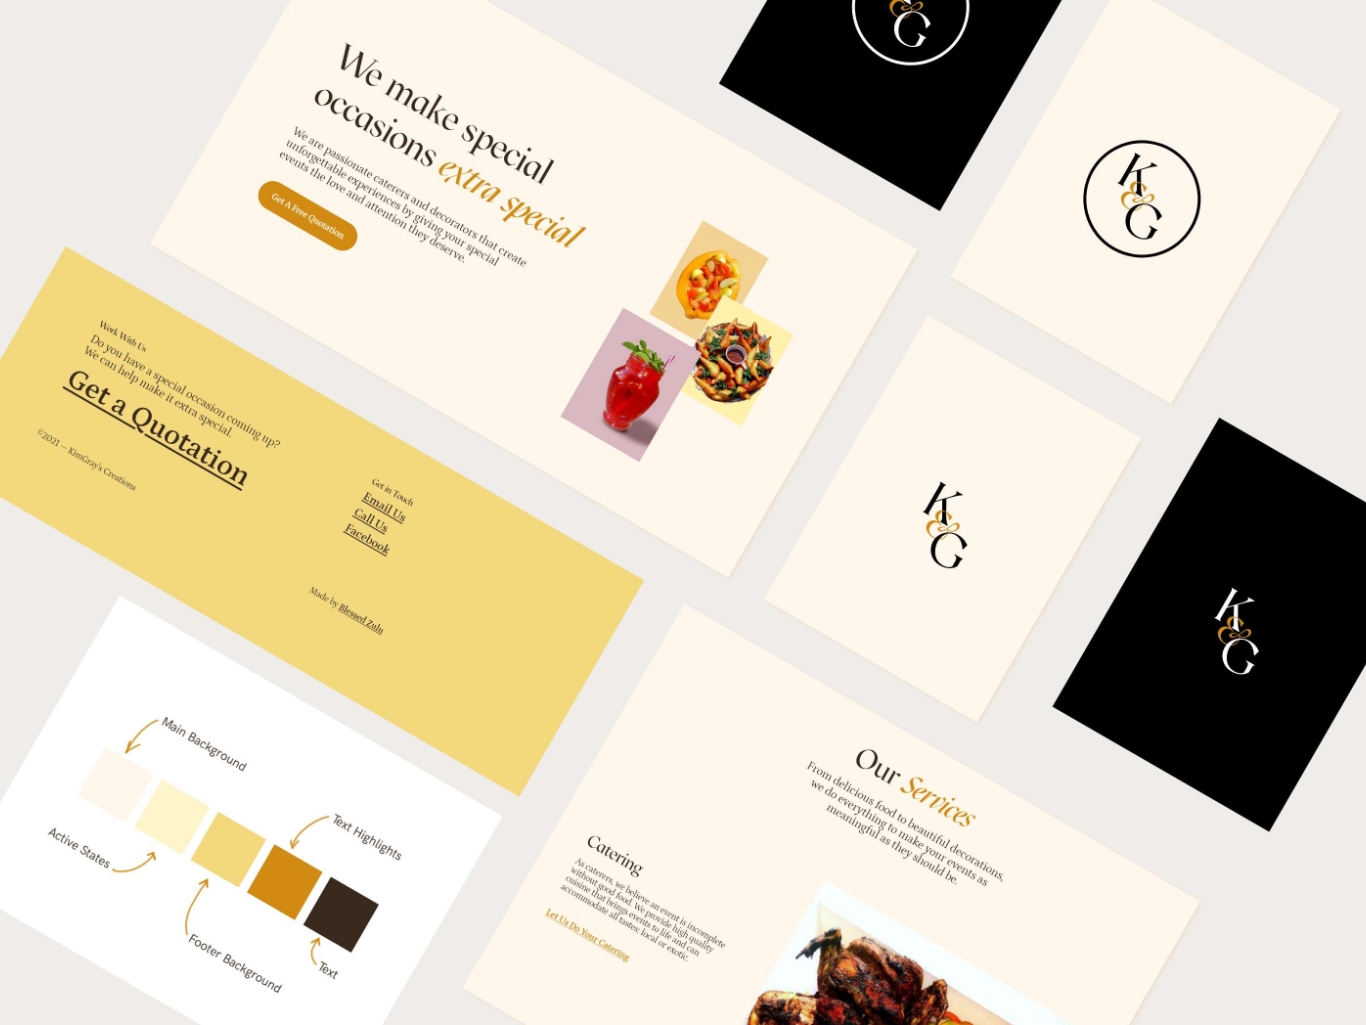 We make special
occasions extra special
We are passionate caterers and decorators that create
unforgettable experiences by giving your special
events the love and attention they deserve.
Get A Free Quotation
K
&
G
K
&
G
Work With Us
Do you have a special occasion coming up?
We can help make it extra special.
Get a Quotation
©2021 — KimGray's Creations
Get in Touch
Email Us
Call Us
Facebook
Made by Blessed Zulu
K
&
G
K
&
G
Main Background
Active States
Text Highlights
Footer Background
Text
Our Services
From delicious food to beautiful decorations,
we do everything to make your events as
meaningful as they should be.
Catering
As caterers, we believe an event is incomplete
without good food. We provide high quality
cuisine that brings events to life and can
accommodate all tastes: local or exotic.
Let Us Do Your Catering